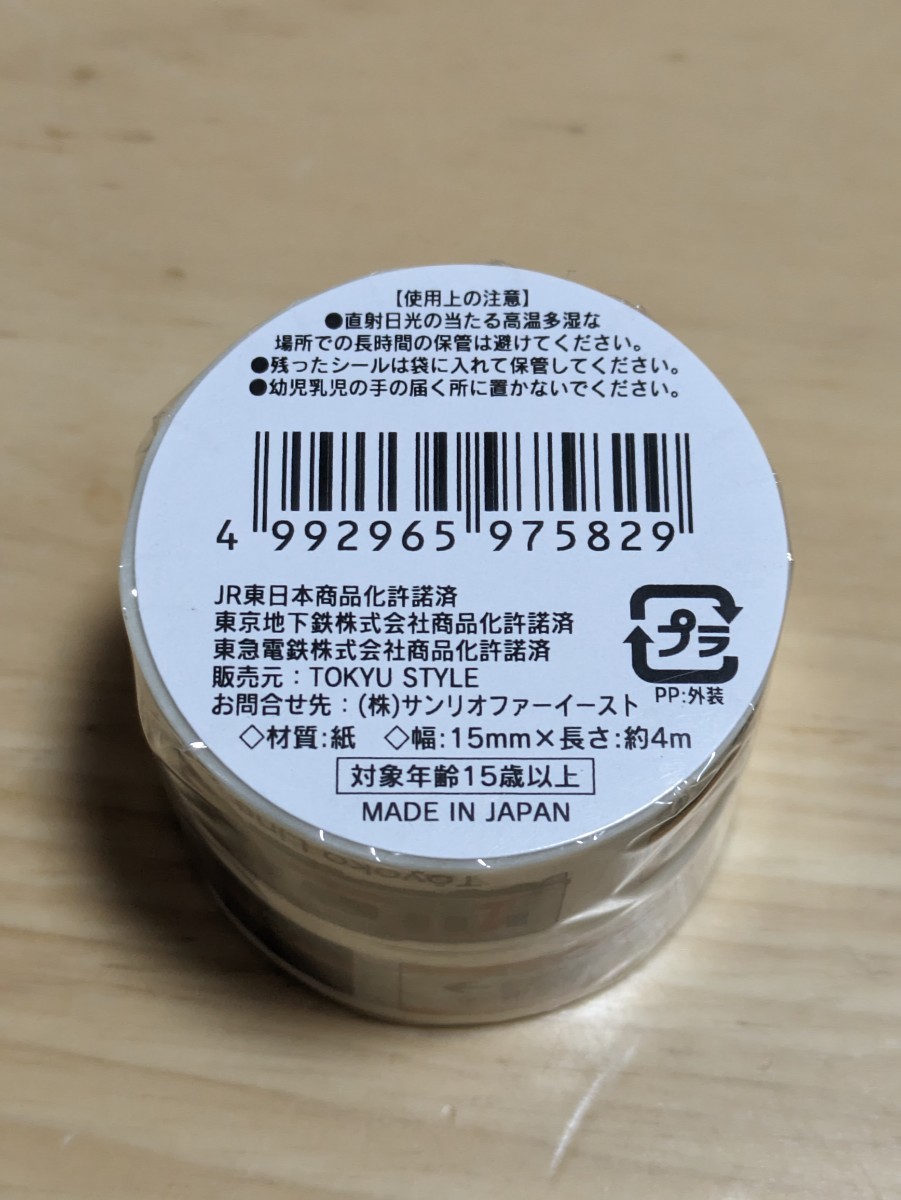 【使用上の注意】
●直射日光の当たる高温多湿な
場所での長時間の保管は避けてください。
●残ったシールは袋に入れて保管してください。
●幼児乳児の手の届く所に置かないでください。
4 992965 975829
JR東日本商品化許諾済
東京地下鉄株式会社商品化許諾済
東急電鉄株式会社商品化許諾済
販売元：TOKYU STYLE
お問合せ先：(株)サンリオファーイースト
プラ
PP:外装
◇材質:紙 ◇幅:15mm×長さ:約4m
対象年齢15歳以上
MADE IN JAPAN